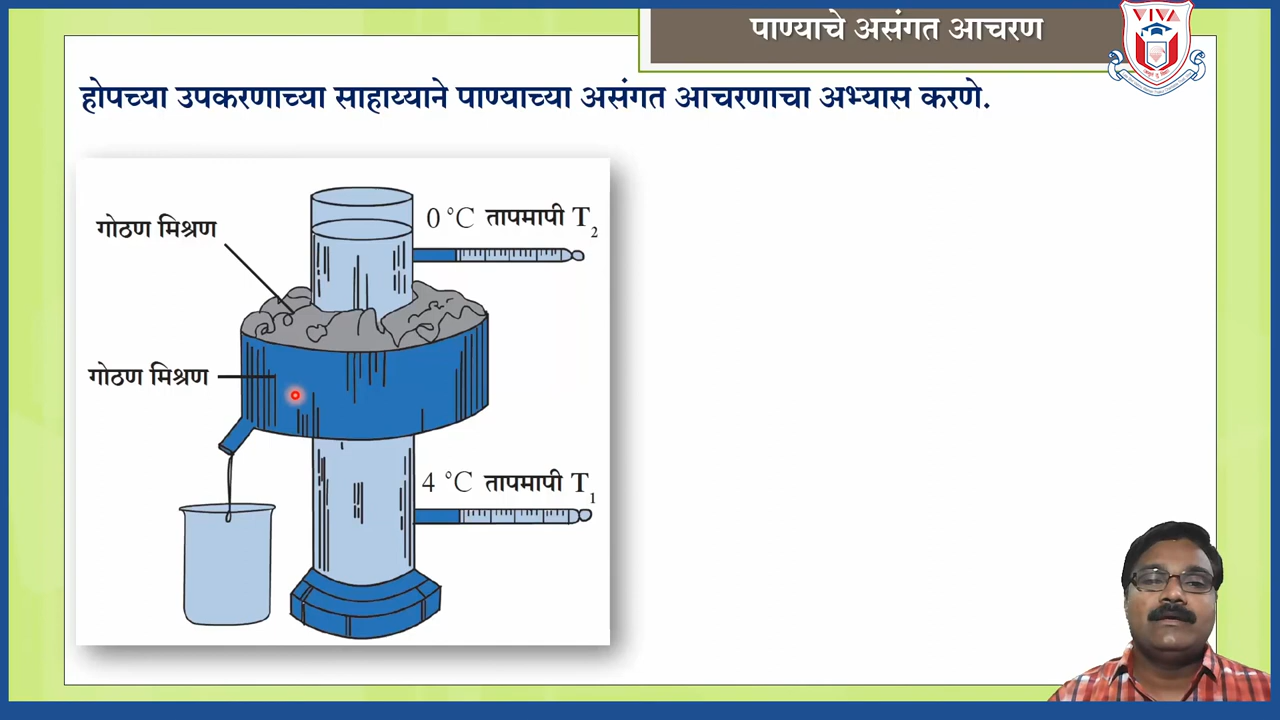 पाण्याचे असंगत आचरण
VIVA
होपच्या उपकरणाच्या साहाय्याने पाण्याच्या असंगत आचरणाचा अभ्यास करणे.
0 °C तापमापी T₂
गोठण मिश्रण
गोठण मिश्रण
4 °C तापमापी T₁